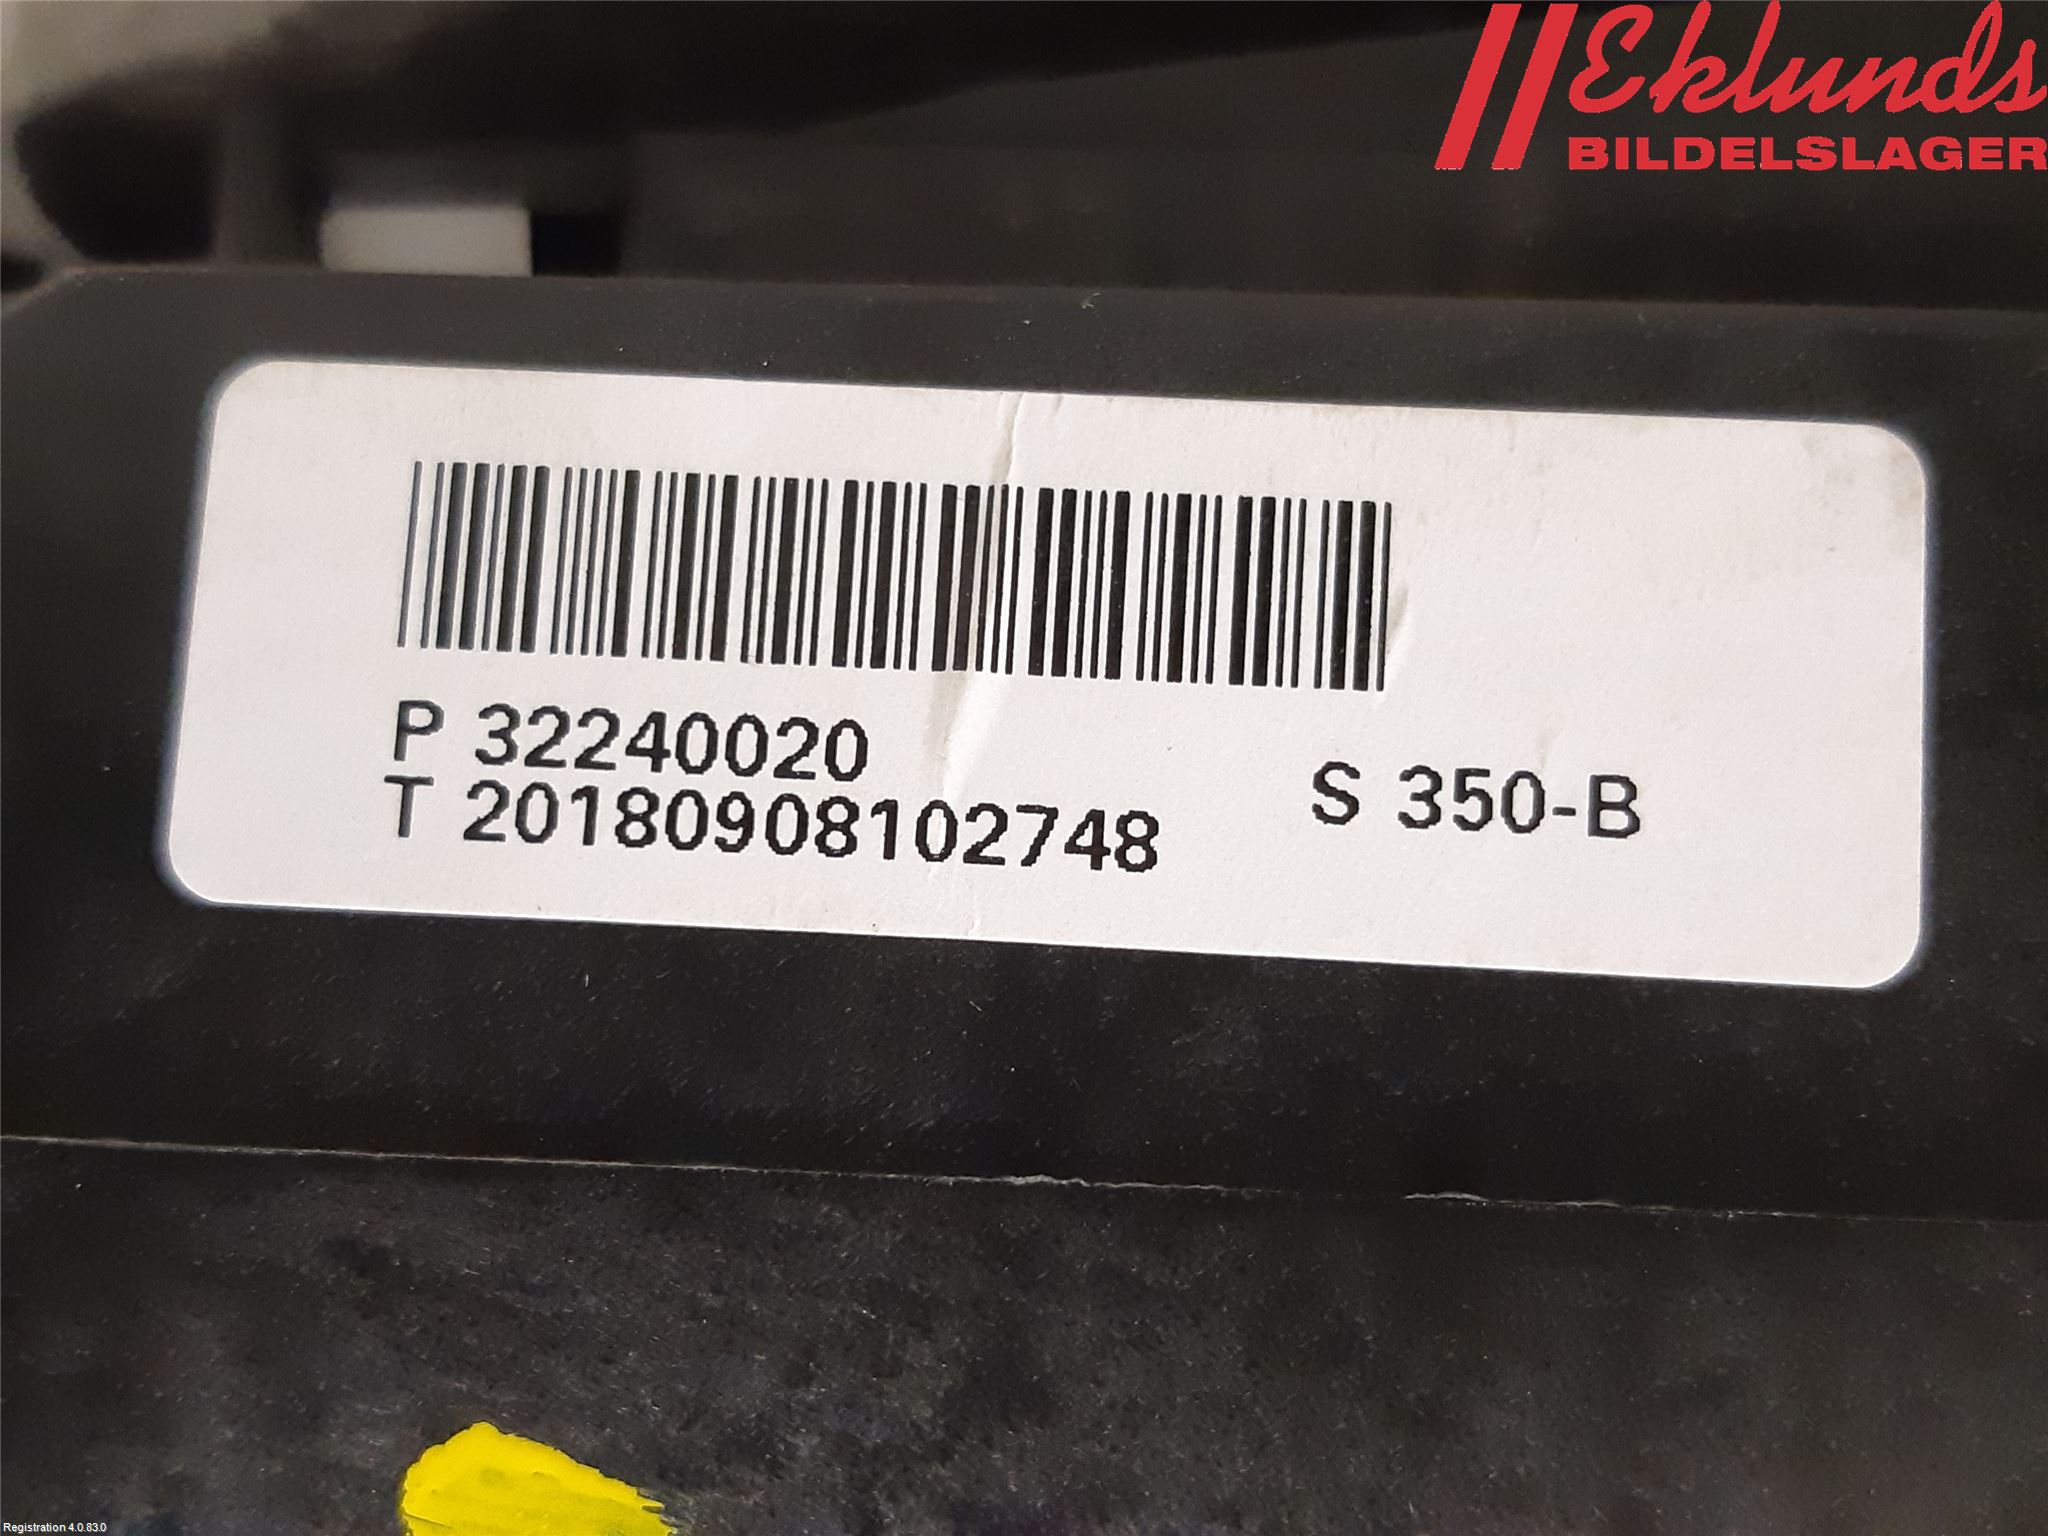 Eklunds
BILDELSLAGER
P 32240020
T 20180908102748
S 350-B
Registration 4.0.83.0